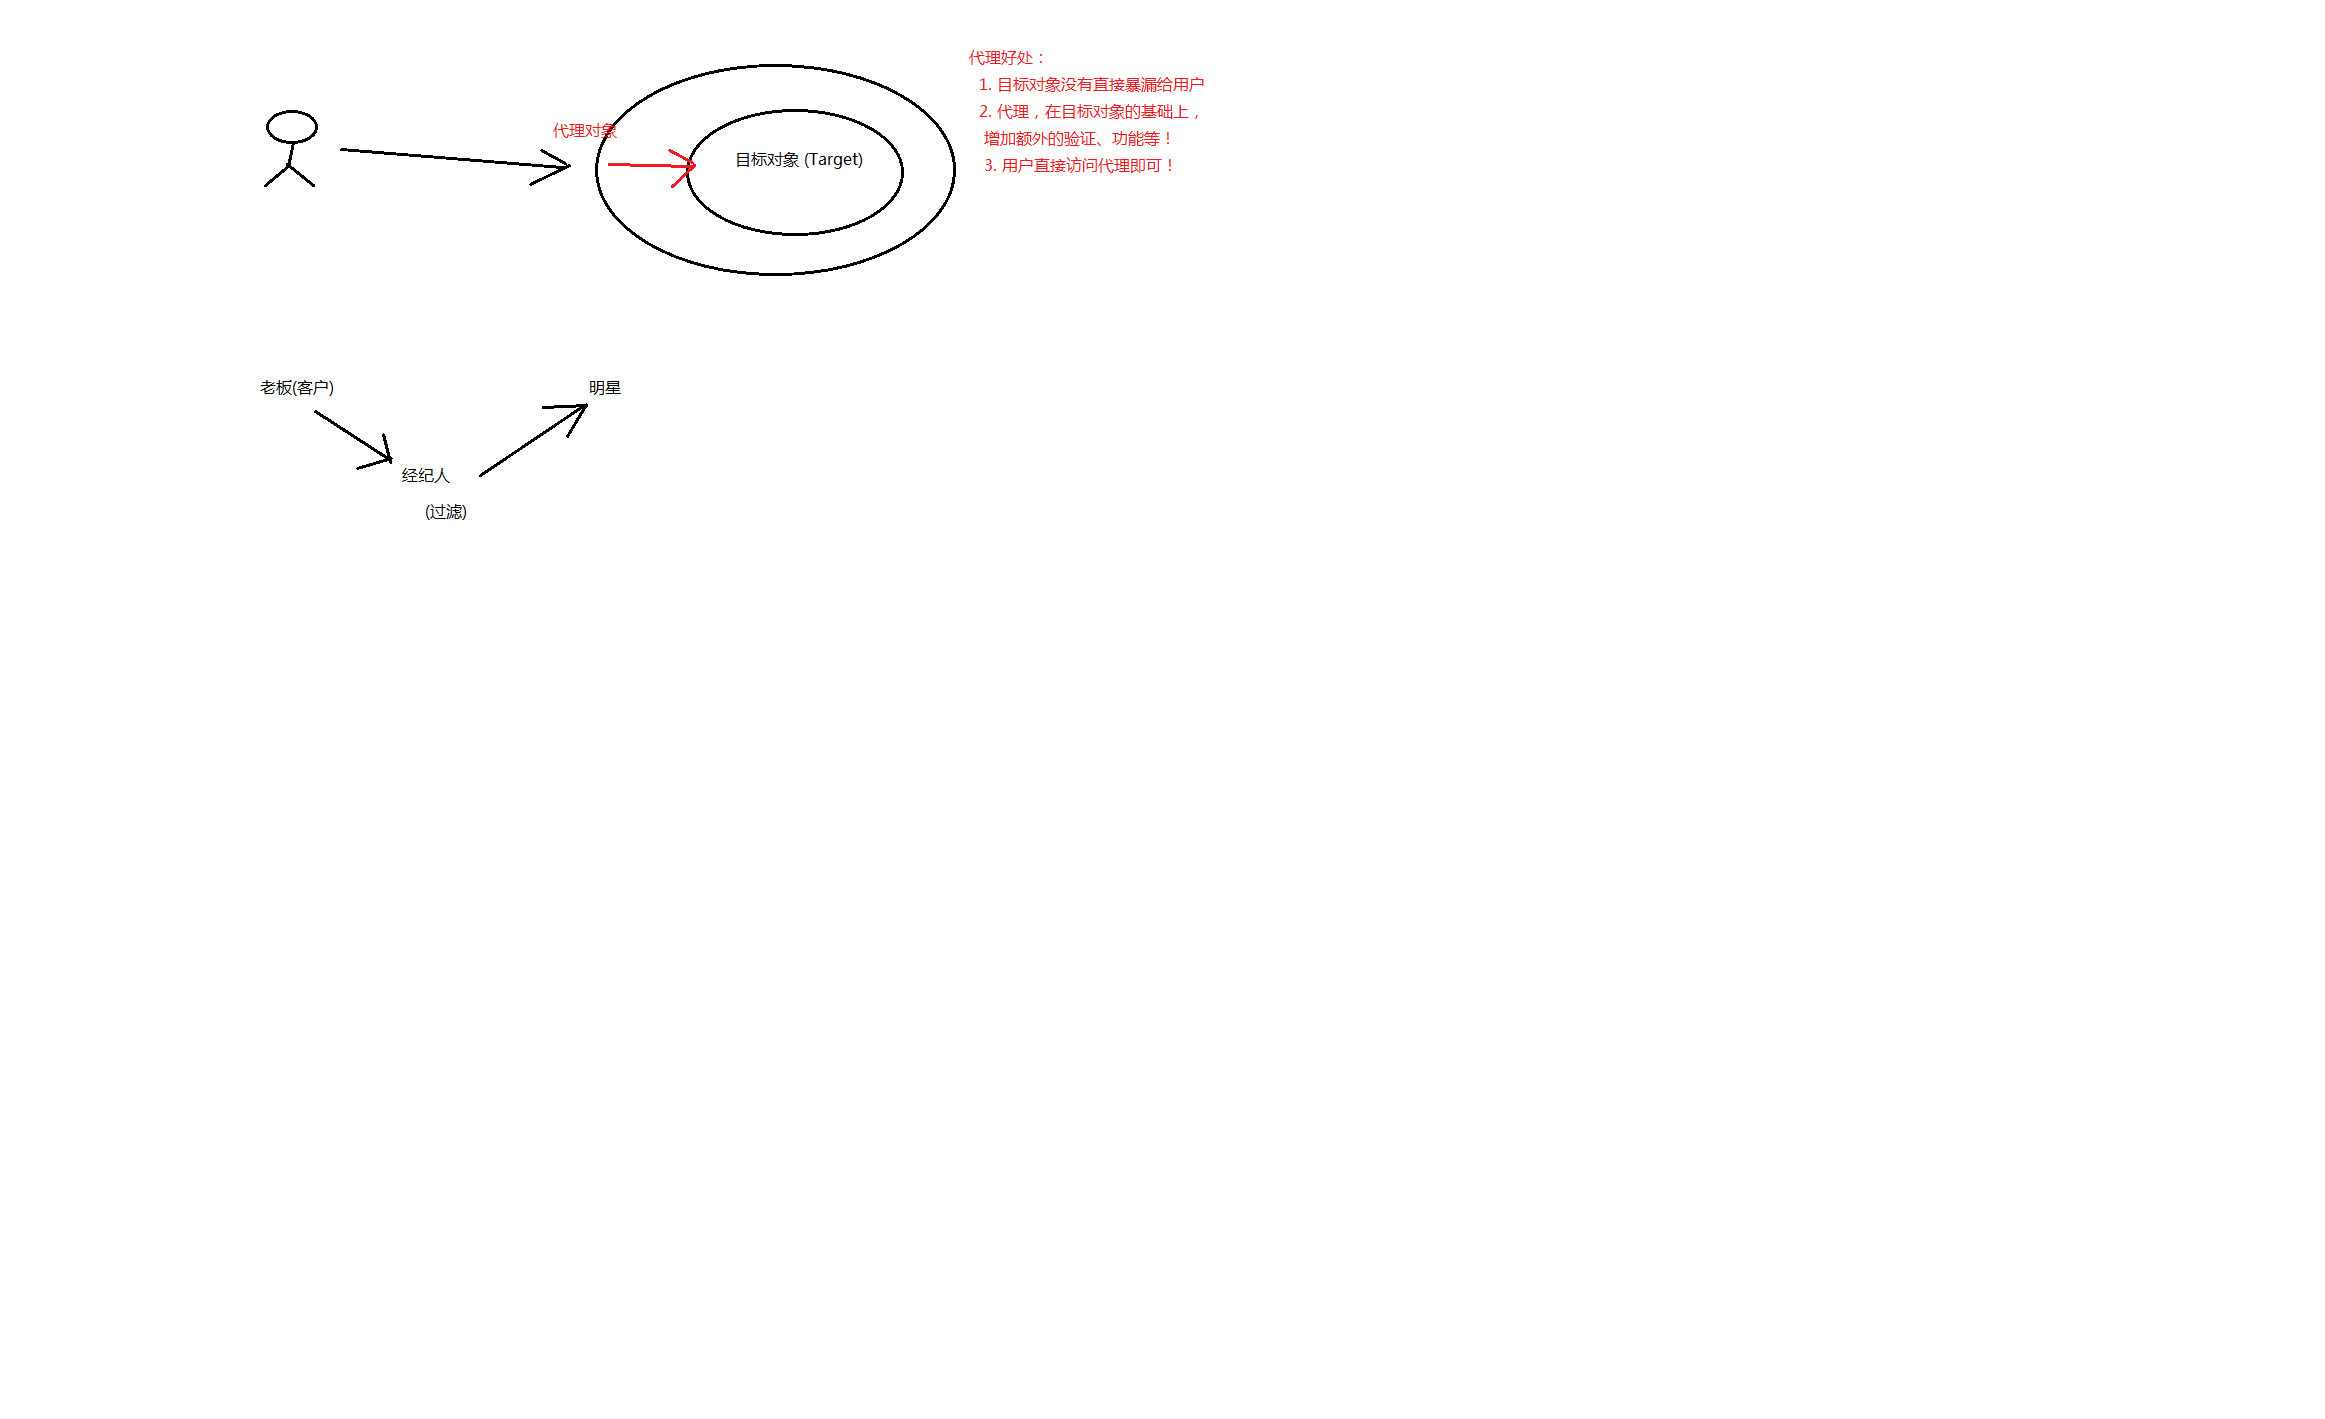 代理好处：
1. 目标对象没有直接暴漏给用户
2. 代理，在目标对象的基础上，
增加额外的验证、功能等！
3. 用户直接访问代理即可！
代理对象
目标对象 (Target)
老板(客户)
明星
经纪人
(过滤)